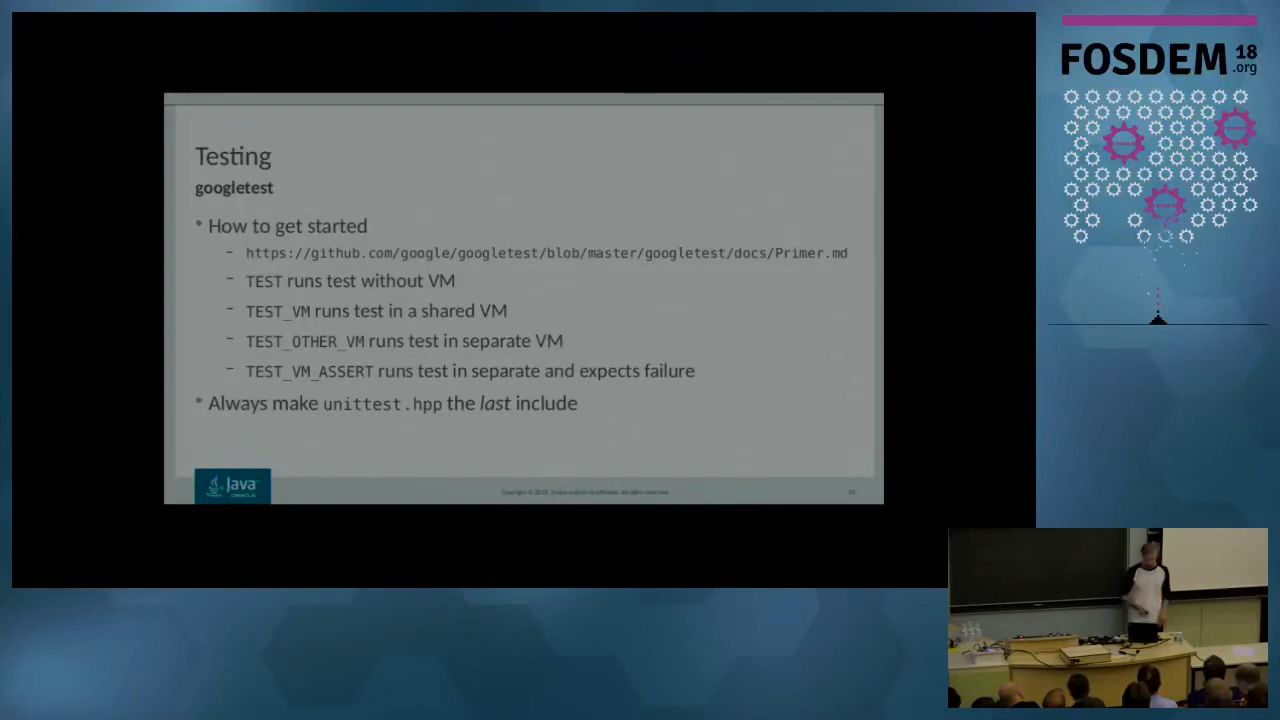 FOSDEM 18
.org
Testing
googletest
• How to get started
– https://github.com/google/googletest/blob/master/googletest/docs/Primer.md
– TEST runs test without VM
– TEST_VM runs test in a shared VM
– TEST_OTHER_VM runs test in separate VM
– TEST_VM_ASSERT runs test in separate and expects failure
• Always make unittest.hpp the last include
Java
ORACLE